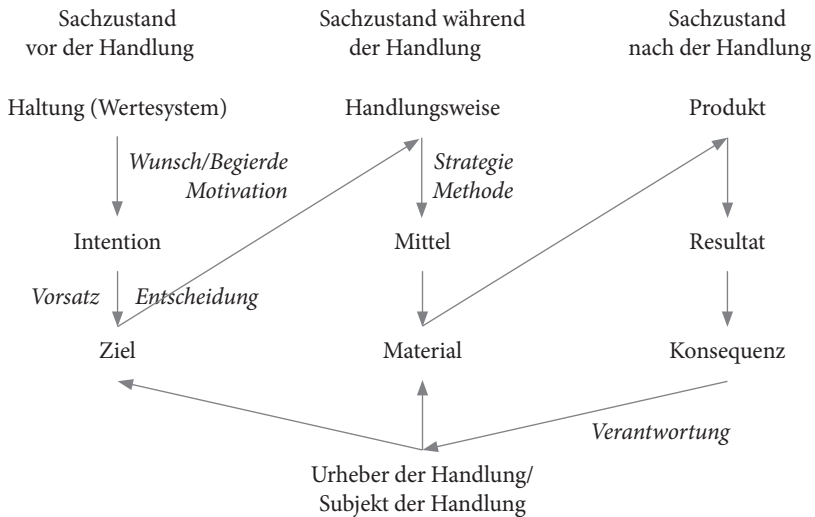 Sachzustand
vor der Handlung
Sachzustand während
der Handlung
Sachzustand
nach der Handlung
Haltung (Wertesystem)
Handlungsweise
Produkt
Wunsch/Begierde
Motivation
Strategie
Methode
Intention
Mittel
Resultat
Vorsatz
Entscheidung
Ziel
Material
Konsequenz
Verantwortung
Urheber der Handlung/
Subjekt der Handlung